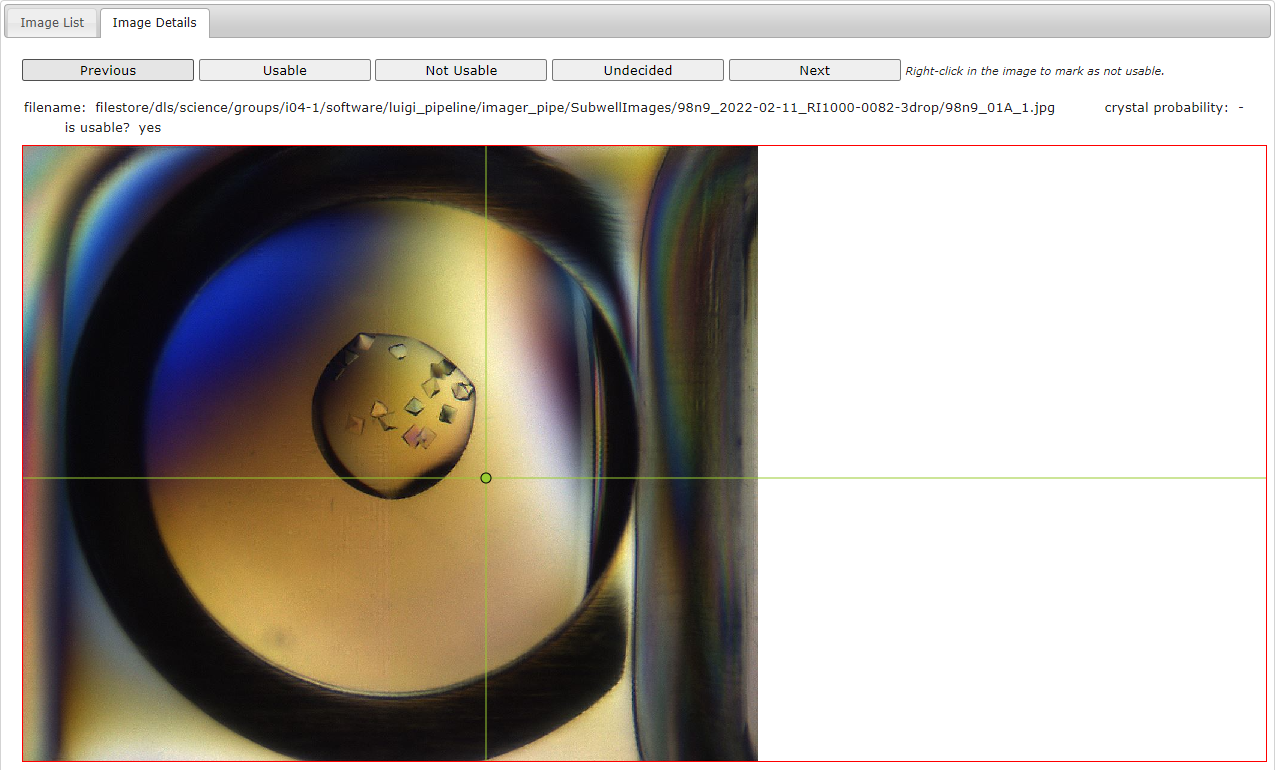 Image List Image Details
Previous Usable Not Usable Undecided Next Right-click in the image to mark as not usable.
filename: filestore/dls/science/groups/i04-1/software/luigi_pipeline/imager_pipe/SubwellImages/98n9_2022-02-11_RI1000-0082-3drop/98n9_01A_1.jpg crystal probability: -
is usable? yes